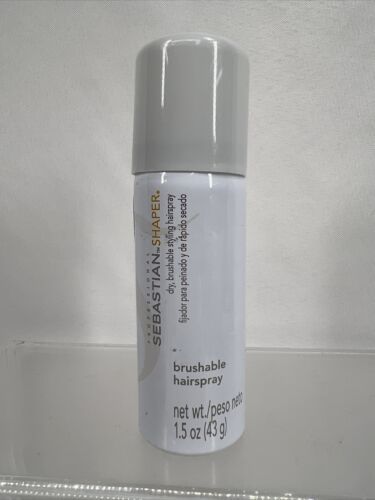 PROFESSIONAL
SEBASTIAN™ SHAPER®
dry, brushable styling hairspray
fijador para peinado y de rápido secado
*
brushable
hairspray
net wt./peso neto
1.5 oz (43 g)